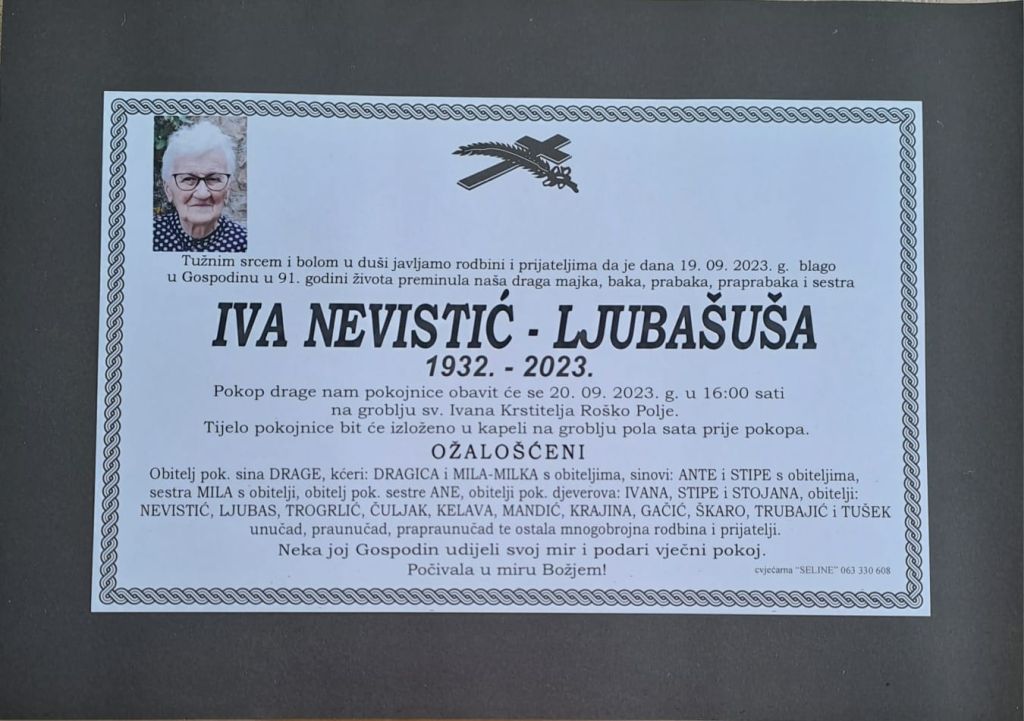 Tužnim srcem i bolom u duši javljamo rodbini i prijateljima da je dana 19. 09. 2023. g. blago
u Gospodinu u 91. godini života preminula naša draga majka, baka, prabaka, praprabaka i sestra
IVA NEVISTIĆ - LJUBAŠUŠA
1932. - 2023.
Pokop drage nam pokojnice obavit će se 20. 09. 2023. g. u 16:00 sati
na groblju sv. Ivana Krstitelja Roško Polje.
Tijelo pokojnice bit će izloženo u kapeli na groblju pola sata prije pokopa.
OŽALOŠĆENI
Obitelj pok. sina DRAGE, kćeri: DRAGICA i MILA-MILKA s obiteljima, sinovi: ANTE i STIPE s obiteljima,
sestra MILA s obitelji, obitelj pok. sestre ANE, obitelji pok. djeverova: IVANA, STIPE i STOJANA, obitelji:
NEVISTIĆ, LJUBAS, TROGRLIĆ, ČULJAK, KELAVA, MANDIĆ, KRAJINA, GAČIĆ, ŠKARO, TRUBAJIĆ i TUŠEK
unučad, praunučad, prapraunučad te ostala mnogobrojna rodbina i prijatelji.
Neka joj Gospodin udijeli svoj mir i podari vječni pokoj.
Počivala u miru Božjem!
cvjećarna "SELINE" 063 330 608